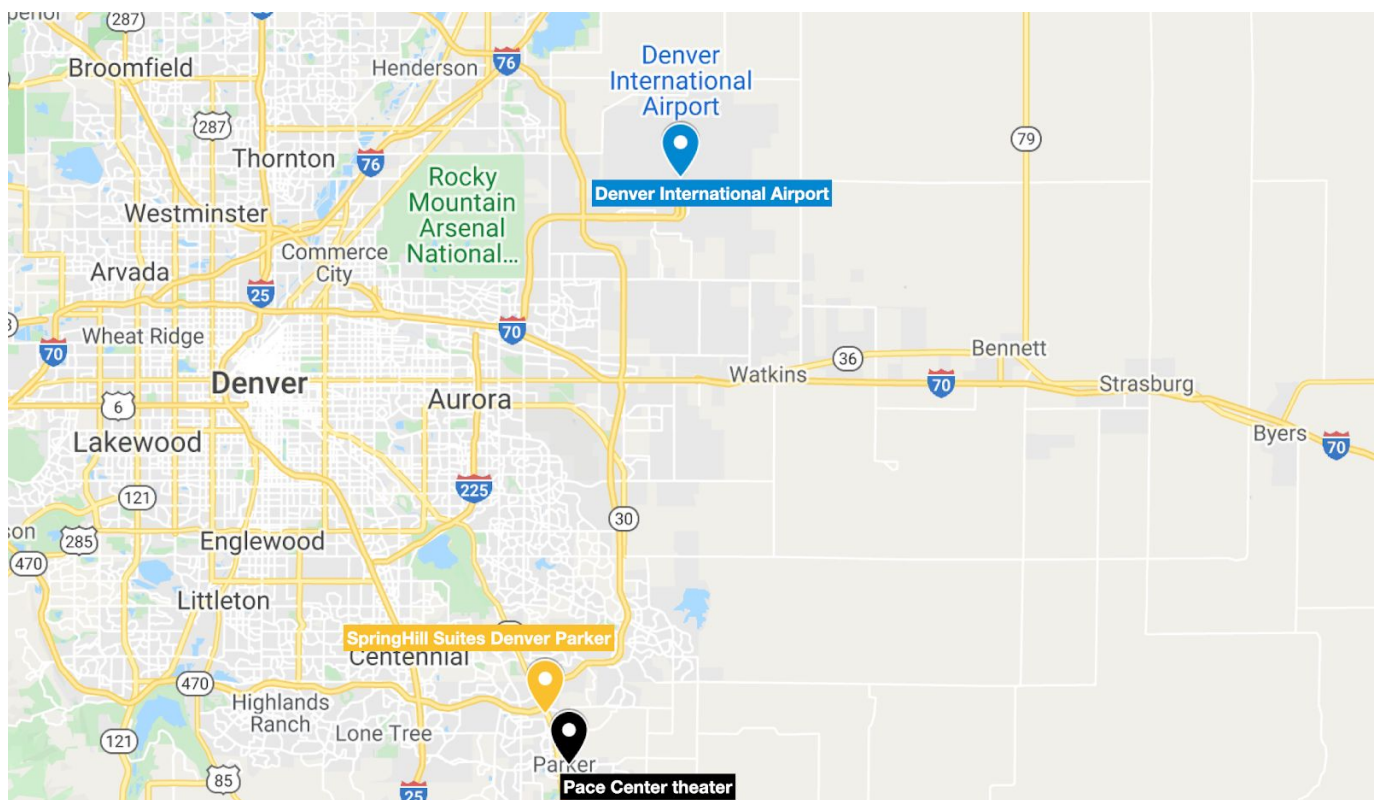 287
Broomfield
Henderson
76
Denver
International
Airport
287
79
Thornton
76
Rocky
Mountain
Arsenal
National...
Denver International Airport
Westminster
Commerce
City
Arvada
25
70
Wheat Ridge
70
Bennett
36
Watkins
70
Strasburg
Denver
6
Aurora
Byers
70
Lakewood
121
225
30
285
Englewood
470
Littleton
SpringHill Suites Denver Parker
Centennial
470
Highlands
Ranch
Lone Tree
121
Parker
85
25
Pace Center theater